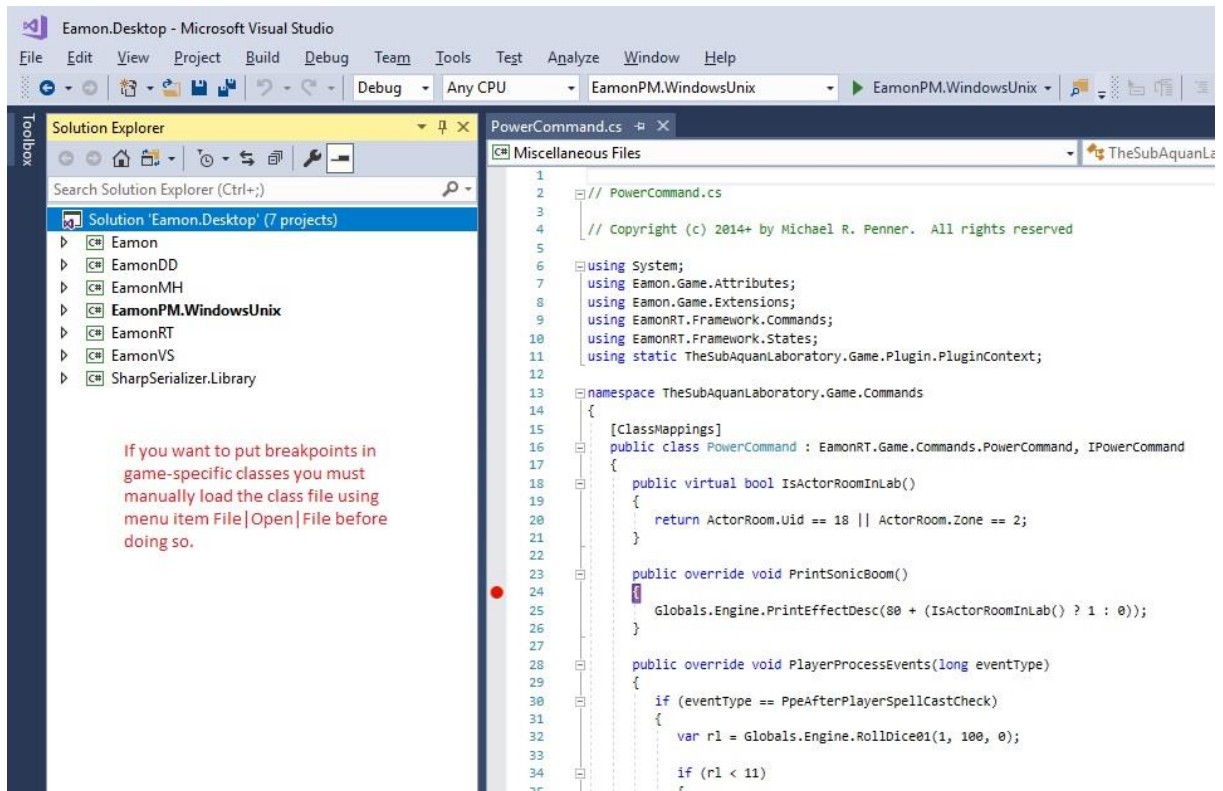 Eamon.Desktop - Microsoft Visual Studio
File Edit View Project Build Debug Team Tools Test Analyze Window Help
Debug Any CPU EamonPM.WindowsUnix EamonPM.WindowsUnix
Toolbox
Solution Explorer
Search Solution Explorer (Ctrl+;)
Solution 'Eamon.Desktop' (7 projects)
C# Eamon
C# EamonDD
C# EamonMH
C# EamonPM.WindowsUnix
C# EamonRT
C# EamonVS
C# SharpSerializer.Library
If you want to put breakpoints in
game-specific classes you must
manually load the class file using
menu item File|Open|File before
doing so.
PowerCommand.cs
C# Miscellaneous Files TheSubAquanLa
1
2 // PowerCommand.cs
3
4 // Copyright (c) 2014+ by Michael R. Penner.  All rights reserved
5
6 using System;
7 using Eamon.Game.Attributes;
8 using Eamon.Game.Extensions;
9 using EamonRT.Framework.Commands;
10 using EamonRT.Framework.States;
11 using static TheSubAquanLaboratory.Game.Plugin.PluginContext;
12
13 namespace TheSubAquanLaboratory.Game.Commands
14 {
15 [ClassMappings]
16 public class PowerCommand : EamonRT.Game.Commands.PowerCommand, IPowerCommand
17 {
18 public virtual bool IsActorRoomInLab()
19 {
20 return ActorRoom.Uid == 18 || ActorRoom.Zone == 2;
21 }
22
23 public override void PrintSonicBoom()
24 {
25 Globals.Engine.PrintEffectDesc(80 + (IsActorRoomInLab() ? 1 : 0));
26 }
27
28 public override void PlayerProcessEvents(long eventType)
29 {
30 if (eventType == PpeAfterPlayerSpellCastCheck)
31 {
32 var rl = Globals.Engine.RollDice01(1, 100, 0);
33
34 if (rl < 11)